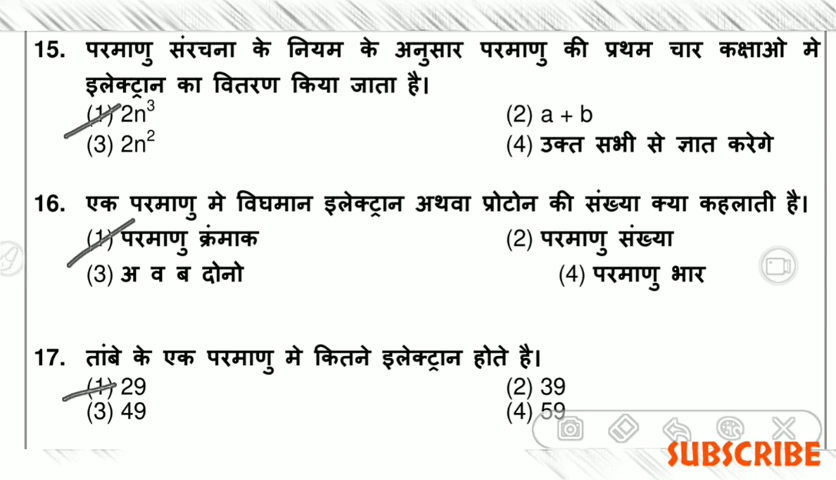 15. परमाणु संरचना के नियम के अनुसार परमाणु की प्रथम चार कक्षाओ मे
इलेक्ट्रान का वितरण किया जाता है।
(1) 2n³ (2) a + b
(3) 2n² (4) उक्त सभी से ज्ञात करेगे
16. एक परमाणु मे विघमान इलेक्ट्रान अथवा प्रोटोन की संख्या क्या कहलाती है।
(1) परमाणु क्रंमाक (2) परमाणु संख्या
(3) अ व ब दोनो (4) परमाणु भार
17. तांबे के एक परमाणु मे कितने इलेक्ट्रान होते है।
(1) 29 (2) 39
(3) 49 (4) 59
SUBSCRIBE